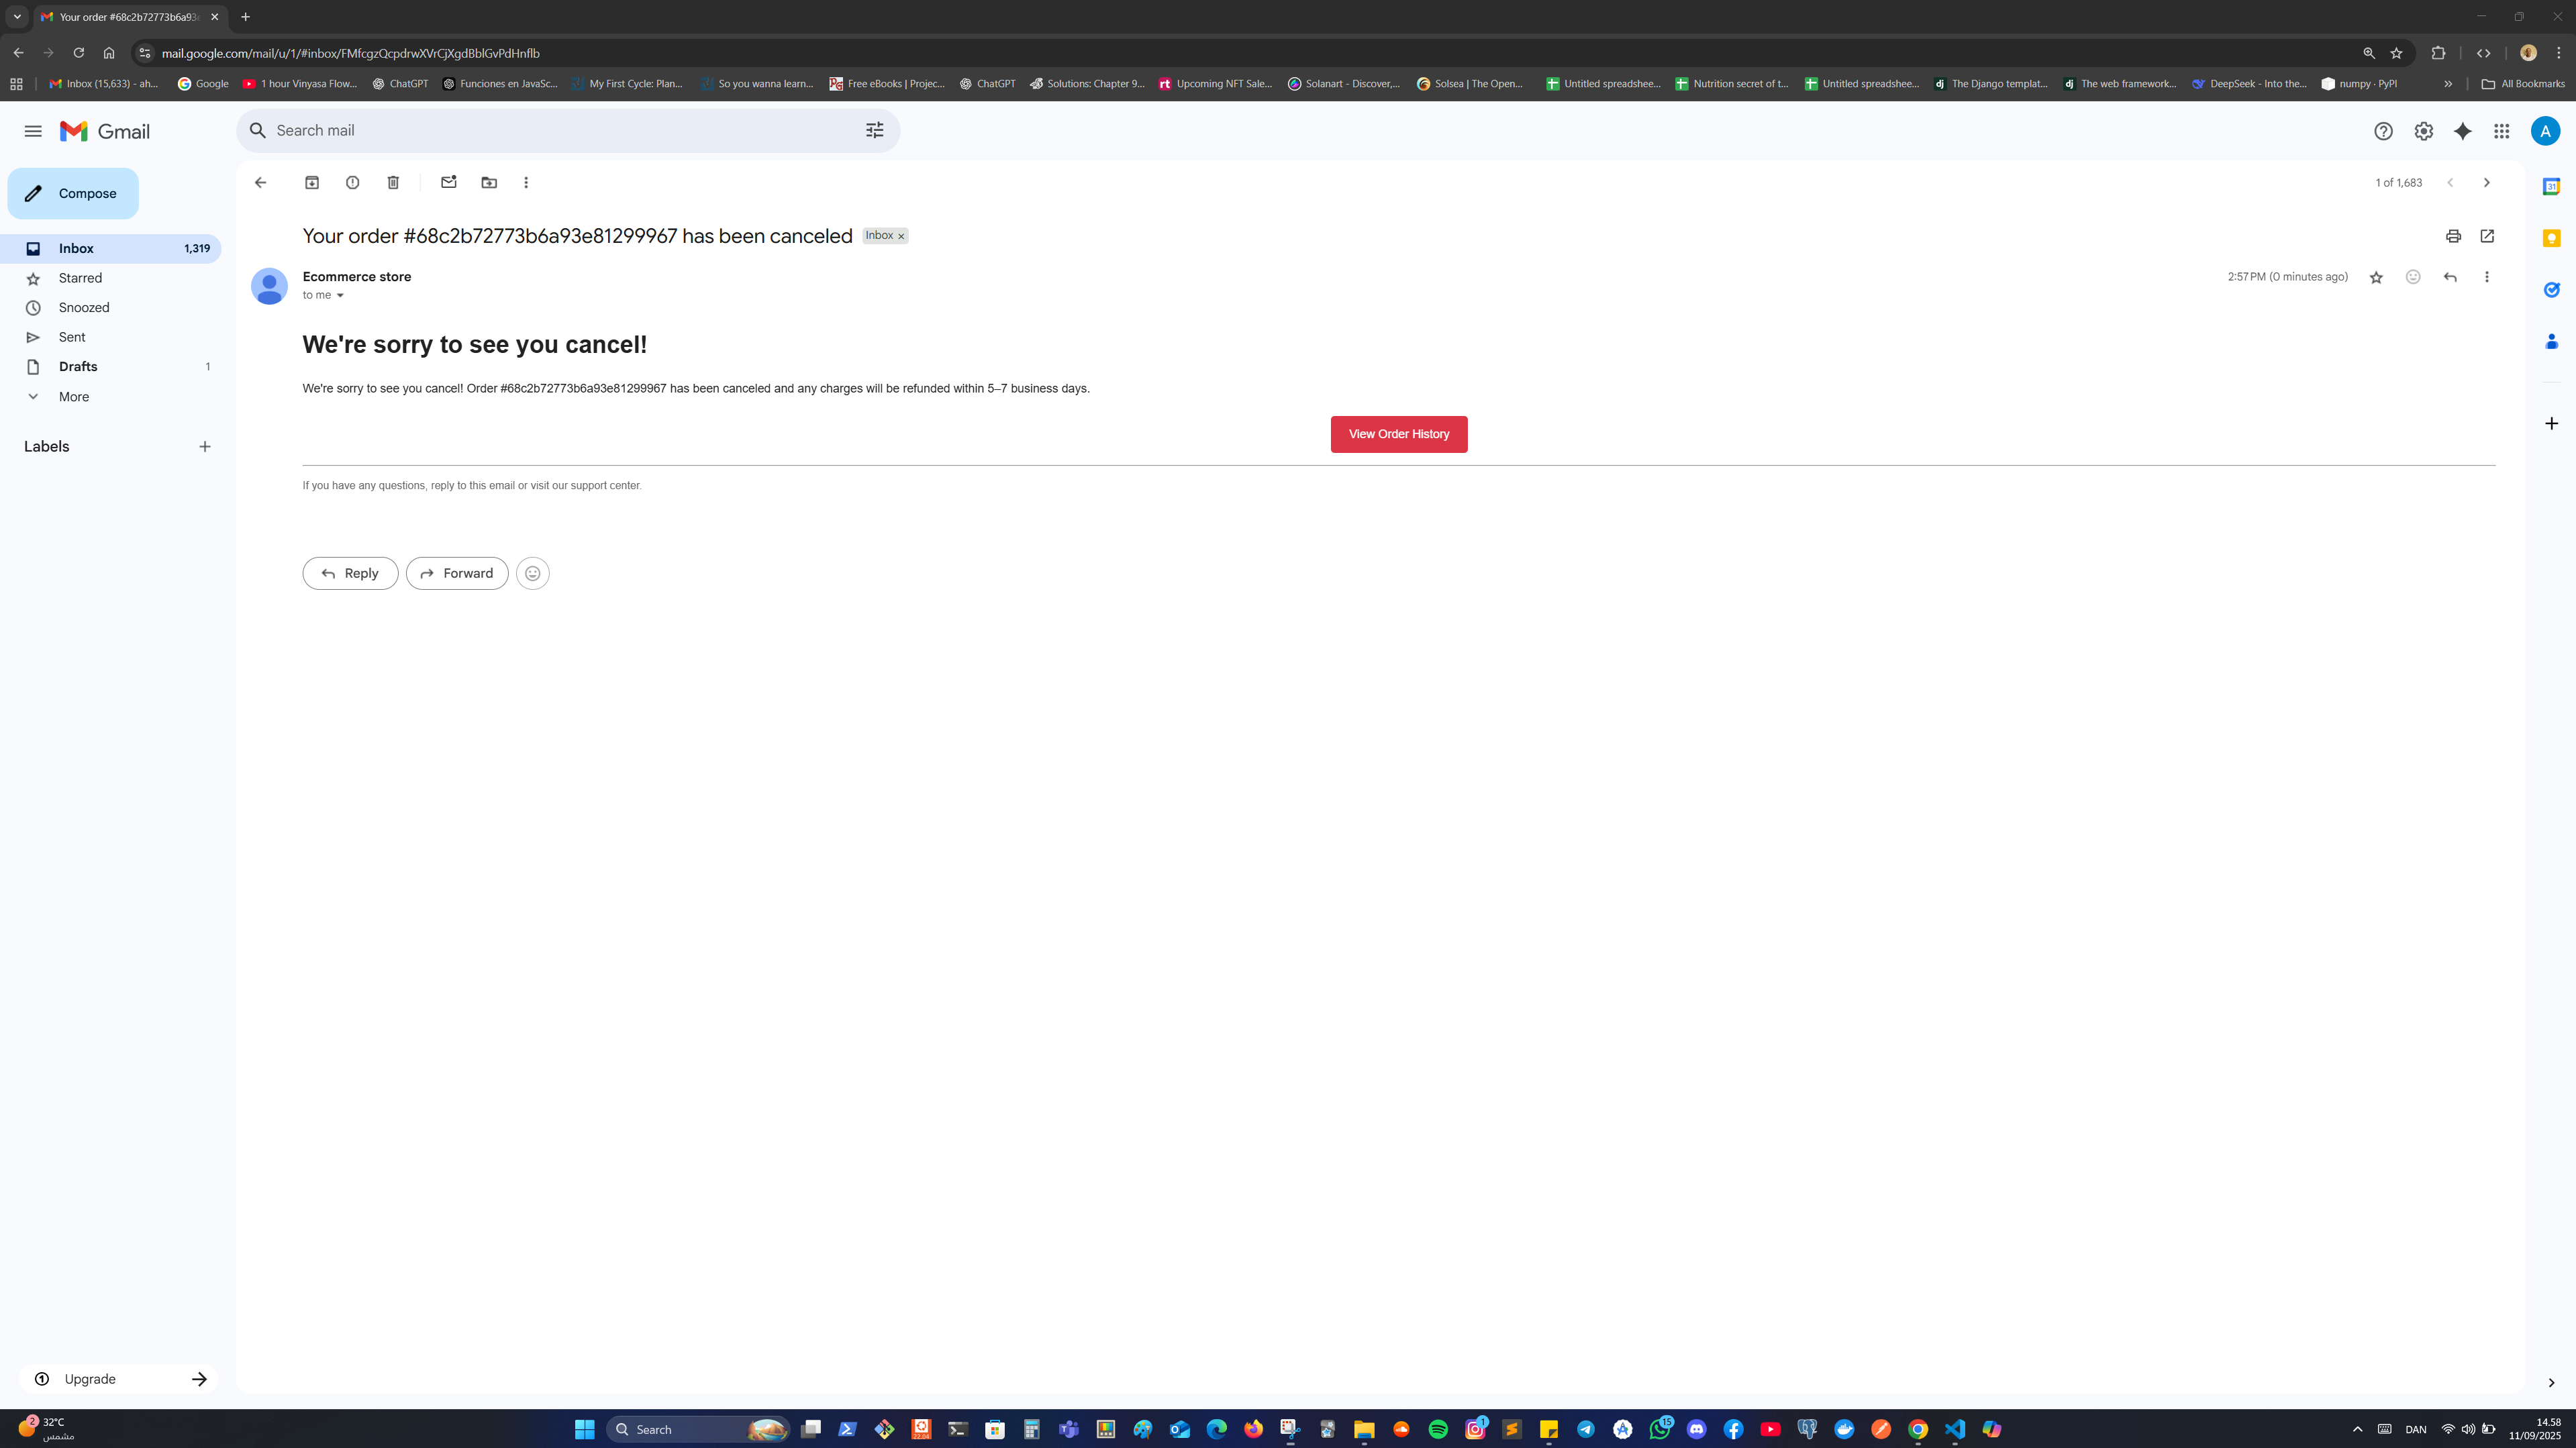 Your order #68c2b72773b6a93e
mail.google.com/mail/u/1/#inbox/FMfcgzQcpdrwXVrCjXgdBblGvPdHnflb
Inbox (15,633) - ah...
Google
1 hour Vinyasa Flow...
ChatGPT
Funciones en JavaSc...
My First Cycle: Plan...
So you wanna learn...
Free eBooks | Projec...
ChatGPT
Solutions: Chapter 9...
Upcoming NFT Sale...
Solanart - Discover,...
Solsea | The Open...
Untitled spreadshee...
Nutrition secret of t...
Untitled spreadshee...
The Django templat...
The web framework...
DeepSeek - Into the...
numpy · PyPI
All Bookmarks
Gmail
Search mail
A
Compose
1 of 1,683
Inbox 1,319
Starred
Snoozed
Sent
Drafts 1
More
Labels
Your order #68c2b72773b6a93e81299967 has been canceled Inbox x
Ecommerce store
2:57 PM (0 minutes ago)
to me
We're sorry to see you cancel!
We're sorry to see you cancel! Order #68c2b72773b6a93e81299967 has been canceled and any charges will be refunded within 5–7 business days.
View Order History
If you have any questions, reply to this email or visit our support center.
Reply
Forward
Upgrade
2
32°C
مشمس
Search
22.04
1
15
DAN
14.58
11/09/2025